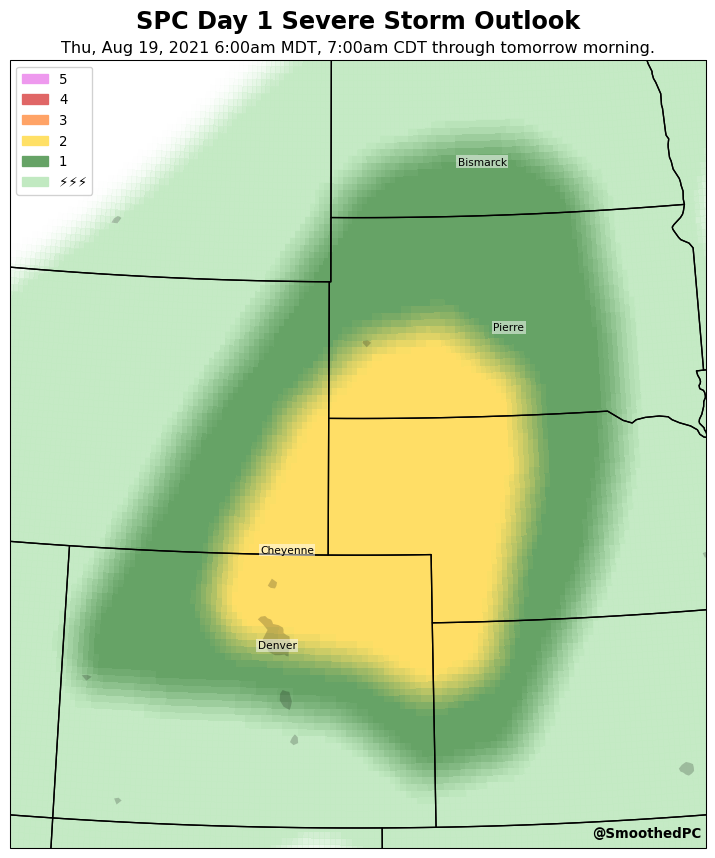 SPC Day 1 Severe Storm Outlook
Thu, Aug 19, 2021 6:00am MDT, 7:00am CDT through tomorrow morning.
5
4
3
2
1
⚡⚡⚡
Bismarck
Pierre
Cheyenne
Denver
@SmoothedPC